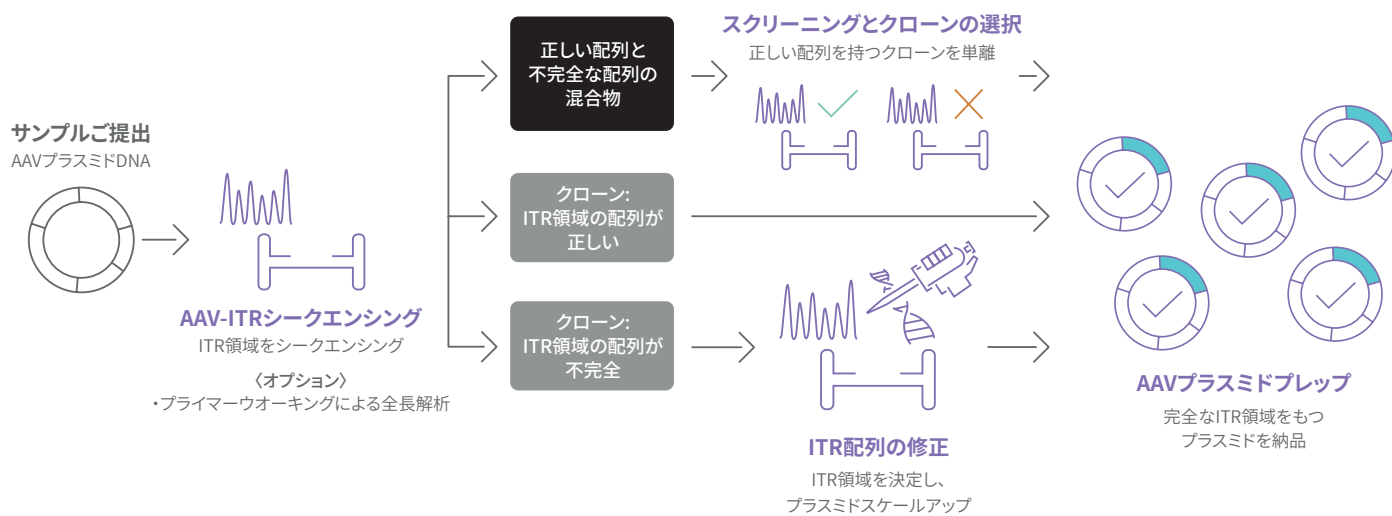 サンプルご提出
AAVプラスミドDNA
AAV-ITRシークエンシング
ITR領域をシークエンシング
〈オプション〉
・プライマーウオーキングによる全長解析
正しい配列と
不完全な配列の
混合物
クローン:
ITR領域の配列が
正しい
クローン:
ITR領域の配列が
不完全
スクリーニングとクローンの選択
正しい配列を持つクローンを単離
ITR配列の修正
ITR領域を決定し、
プラスミドスケールアップ
AAVプラスミドプレップ
完全なITR領域をもつ
プラスミドを納品